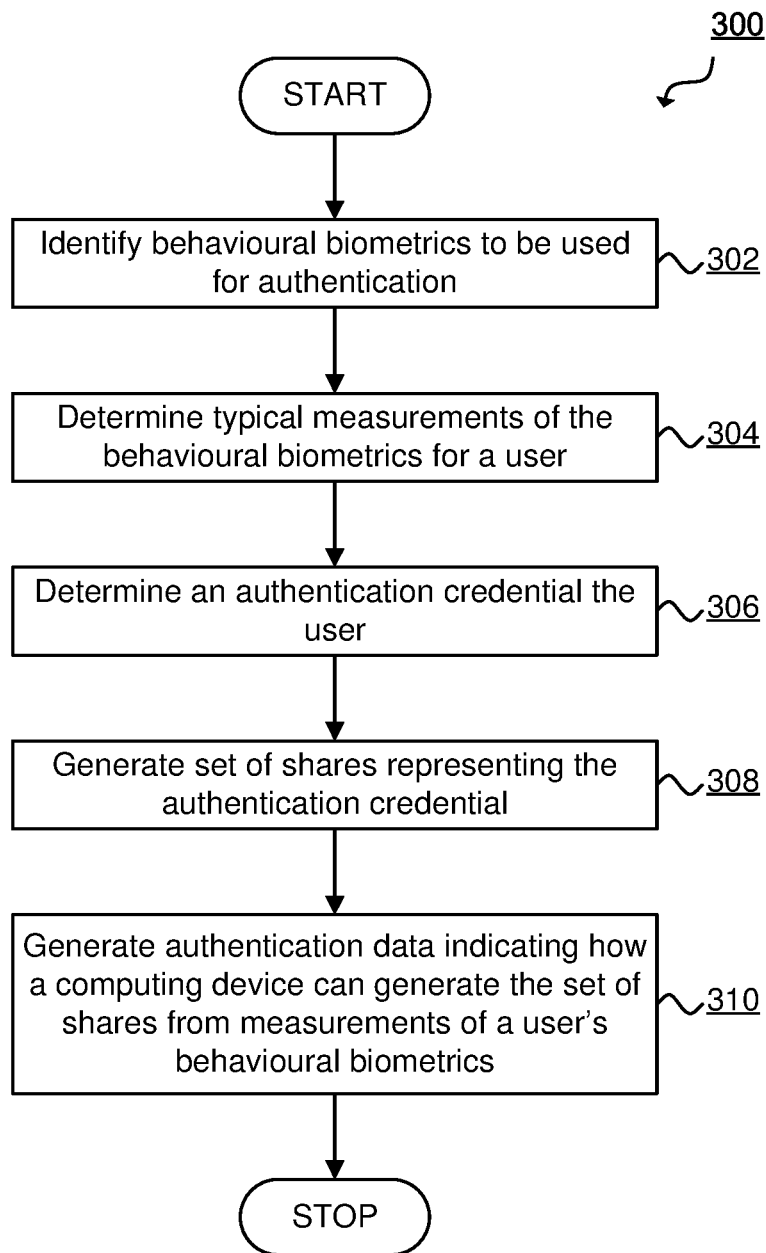 300
START
Identify behavioural biometrics to be used
for authentication
302
Determine typical measurements of the
behavioural biometrics for a user
304
Determine an authentication credential the
user
306
Generate set of shares representing the
authentication credential
308
Generate authentication data indicating how
a computing device can generate the set of
shares from measurements of a user's
behavioural biometrics
310
STOP